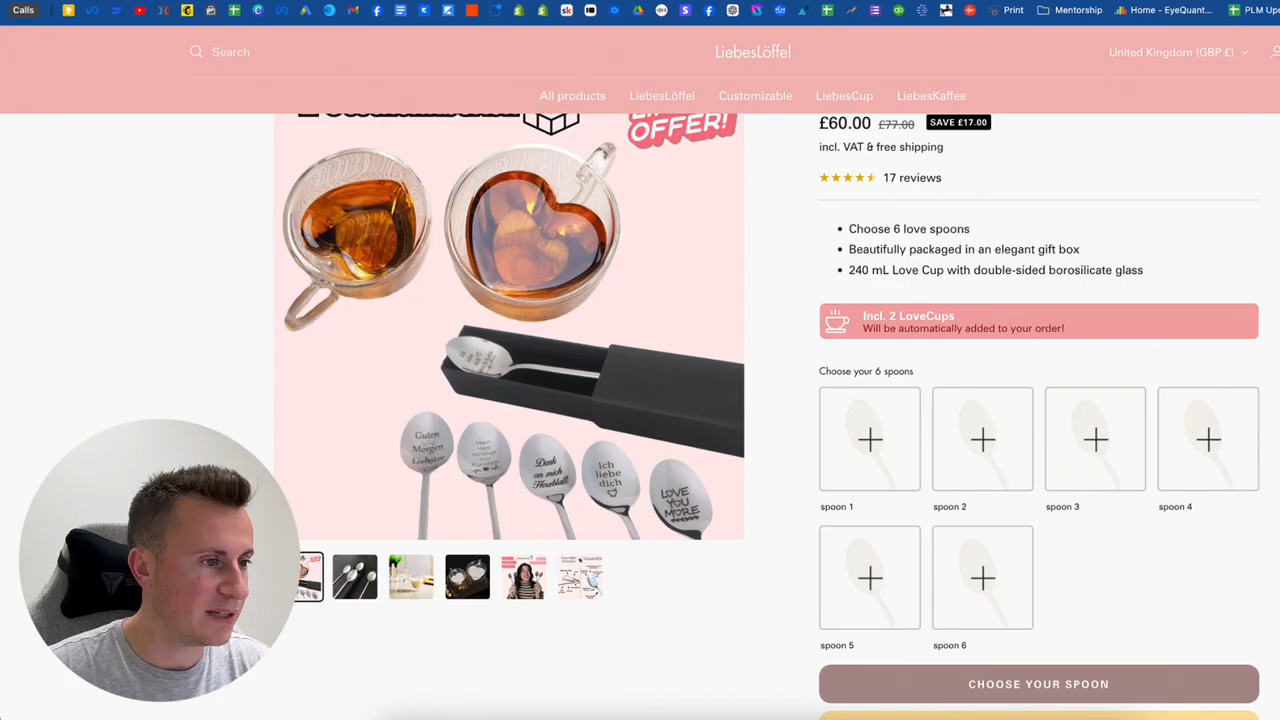 Calls
Print
Mentorship
Home - EyeQuant...
PLM Up
Search
LiebesLöffel
United Kingdom (GBP £)
All products
LiebesLöffel
Customizable
LiebesCup
LiebesKaffee
OFFER!
£60.00 £77.00 SAVE £17.00
incl. VAT & free shipping
17 reviews
Choose 6 love spoons
Beautifully packaged in an elegant gift box
240 mL Love Cup with double-sided borosilicate glass
Incl. 2 LoveCups
Will be automatically added to your order!
Choose your 6 spoons
spoon 1
spoon 2
spoon 3
spoon 4
spoon 5
spoon 6
CHOOSE YOUR SPOON
Guten
Morgen
Liebster
Denk
an mich
Herzblatt
Ich
liebe
dich
LOVE
YOU
MORE